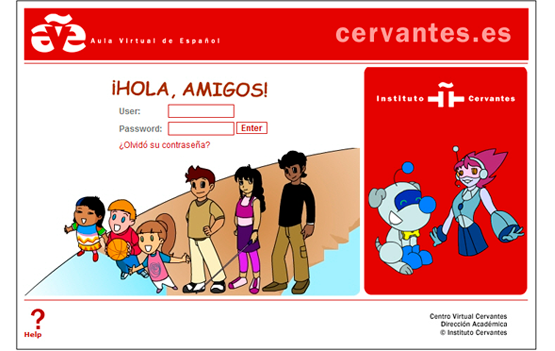 ave Aula Virtual de Español
cervantes.es
¡HOLA, AMIGOS!
User:
Password: Enter
¿Olvidó su contraseña?
Instituto Cervantes
?
Help
Centro Virtual Cervantes
Dirección Académica
© Instituto Cervantes